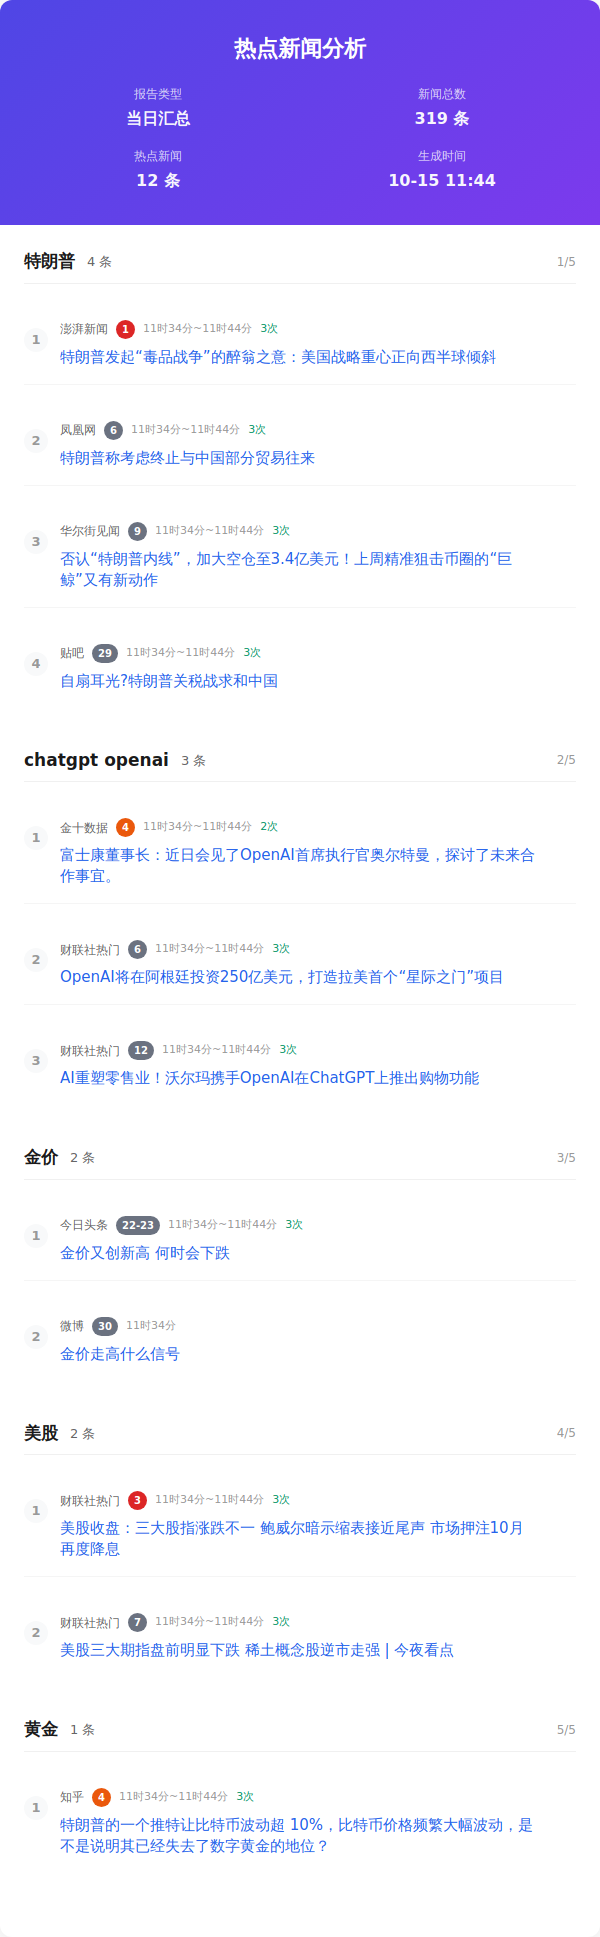 热点新闻分析
报告类型
当日汇总
新闻总数
319 条
热点新闻
12 条
生成时间
10-15 11:44
特朗普 4 条 1/5
1
澎湃新闻 1 11时34分~11时44分 3次
特朗普发起“毒品战争”的醉翁之意：美国战略重心正向西半球倾斜
2
凤凰网 6 11时34分~11时44分 3次
特朗普称考虑终止与中国部分贸易往来
3
华尔街见闻 9 11时34分~11时44分 3次
否认“特朗普内线”，加大空仓至3.4亿美元！上周精准狙击币圈的“巨
鲸”又有新动作
4
贴吧 29 11时34分~11时44分 3次
自扇耳光?特朗普关税战求和中国
chatgpt openai 3 条 2/5
1
金十数据 4 11时34分~11时44分 2次
富士康董事长：近日会见了OpenAI首席执行官奥尔特曼，探讨了未来合
作事宜。
2
财联社热门 6 11时34分~11时44分 3次
OpenAI将在阿根廷投资250亿美元，打造拉美首个“星际之门”项目
3
财联社热门 12 11时34分~11时44分 3次
AI重塑零售业！沃尔玛携手OpenAI在ChatGPT上推出购物功能
金价 2 条 3/5
1
今日头条 22-23 11时34分~11时44分 3次
金价又创新高 何时会下跌
2
微博 30 11时34分
金价走高什么信号
美股 2 条 4/5
1
财联社热门 3 11时34分~11时44分 3次
美股收盘：三大股指涨跌不一 鲍威尔暗示缩表接近尾声 市场押注10月
再度降息
2
财联社热门 7 11时34分~11时44分 3次
美股三大期指盘前明显下跌 稀土概念股逆市走强 | 今夜看点
黄金 1 条 5/5
1
知乎 4 11时34分~11时44分 3次
特朗普的一个推特让比特币波动超 10%，比特币价格频繁大幅波动，是
不是说明其已经失去了数字黄金的地位？